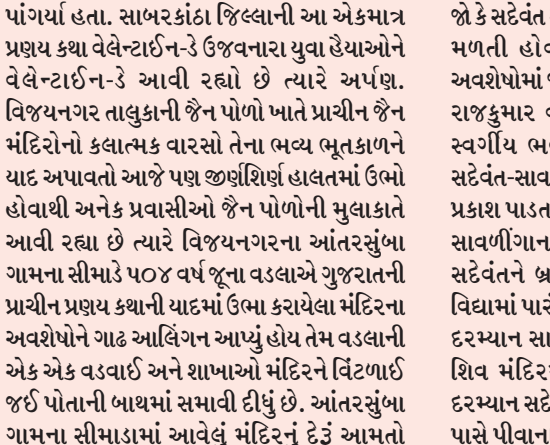 પાંગર્યા હતા. સાબરકાંઠા જિલ્લાની આ એકમાત્ર
પ્રણય કથા વેલેન્ટાઈન-ડે ઉજવનારા યુવા હૈયાઓને
વેલેન્ટાઈન-ડે આવી રહ્યો છે ત્યારે અર્પણ.
વિજયનગર તાલુકાની જૈન પોળો ખાતે પ્રાચીન જૈન
મંદિરોનો કલાત્મક વારસો તેના ભવ્ય ભૂતકાળને
યાદ અપાવતો આજે પણ જીર્ણશિર્ણ હાલતમાં ઉભો
હોવાથી અનેક પ્રવાસીઓ જૈન પોળોની મુલાકાતે
આવી રહ્યા છે ત્યારે વિજયનગરના આંતરસુંબા
ગામના સીમાડે ૫૦૪ વર્ષ જૂના વડલાએ ગુજરાતની
પ્રાચીન પ્રણય કથાની યાદમાં ઉભા કરાયેલા મંદિરના
અવશેષોને ગાઢ આલિંગન આપ્યું હોય તેમ વડલાની
એક એક વડવાઈ અને શાખાઓ મંદિરને વિંટળાઈ
જઈ પોતાની બાથમાં સમાવી દીધું છે. આંતરસુંબા
ગામના સીમાડામાં આવેલું મંદિરનું દેરૂં આમતો
જો કે સદેવંત
મળતી
અવશેષોમાં
રાજકુમાર
સ્વર્ગીય
સદેવંત-સાવ
પ્રકાશ પાડત
સાવળીંગાન
સદેવંતને
વિદ્યામાં
દરમ્યાન
શિવ મંદિર
દરમ્યાન
પાસે પીવાન